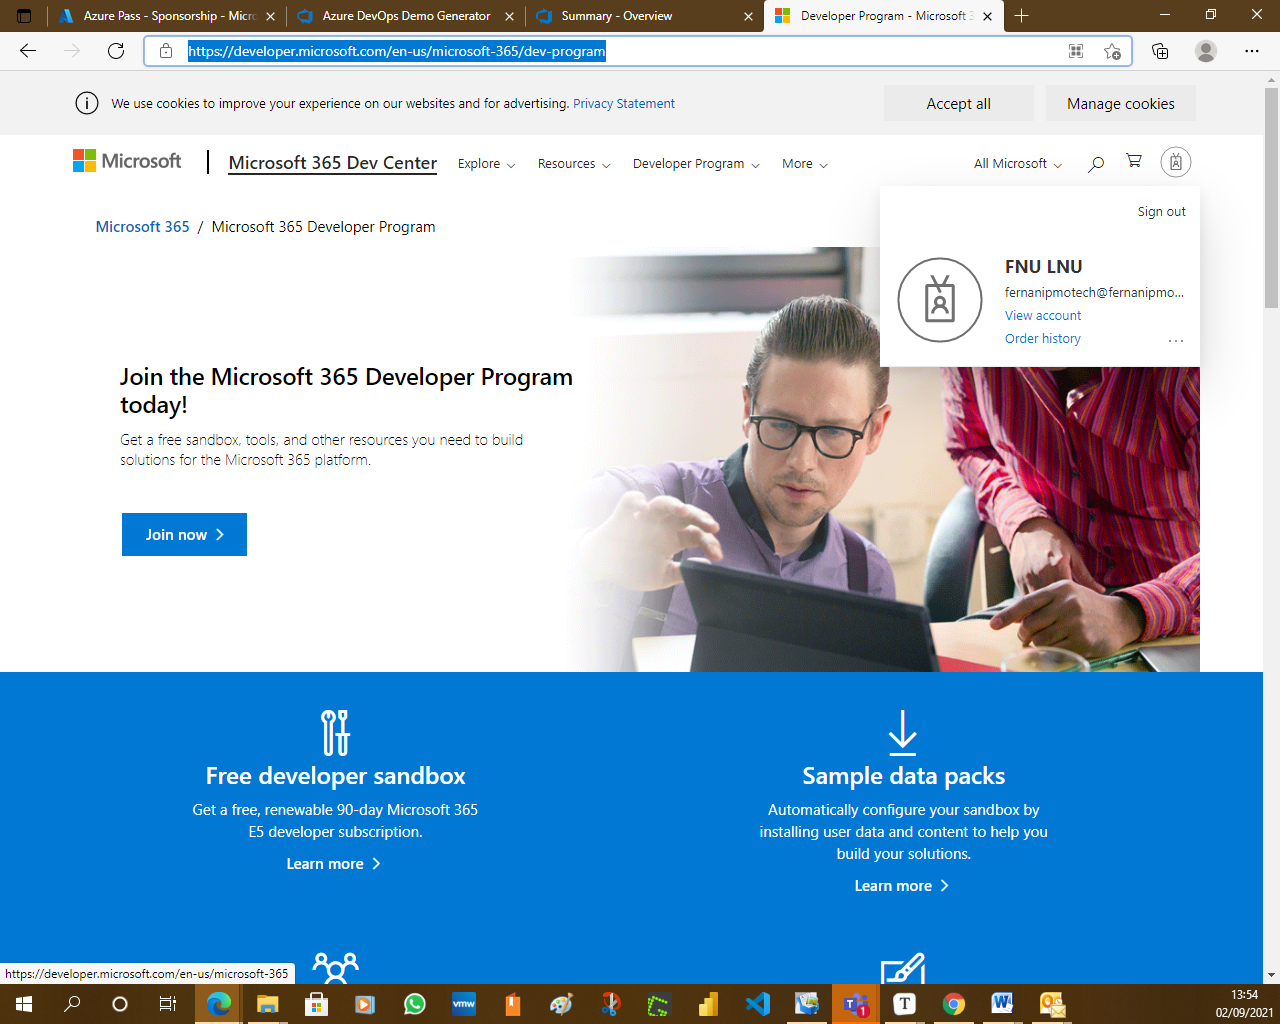 Azure Pass - Sponsorship - Micro
Azure DevOps Demo Generator
Summary - Overview
Developer Program - Microsoft 3
https://developer.microsoft.com/en-us/microsoft-365/dev-program
We use cookies to improve your experience on our websites and for advertising. Privacy Statement
Accept all
Manage cookies
Microsoft
Microsoft 365 Dev Center
Explore
Resources
Developer Program
More
All Microsoft
Sign out
Microsoft 365 / Microsoft 365 Developer Program
FNU LNU
fernanipmotech@fernanipmo...
View account
Order history
...
Join the Microsoft 365 Developer Program
today!
Get a free sandbox, tools, and other resources you need to build
solutions for the Microsoft 365 platform.
Join now
Free developer sandbox
Get a free, renewable 90-day Microsoft 365
E5 developer subscription.
Learn more
Sample data packs
Automatically configure your sandbox by
installing user data and content to help you
build your solutions.
Learn more
https://developer.microsoft.com/en-us/microsoft-365
vmw
1
T
W
13:54
02/09/2021